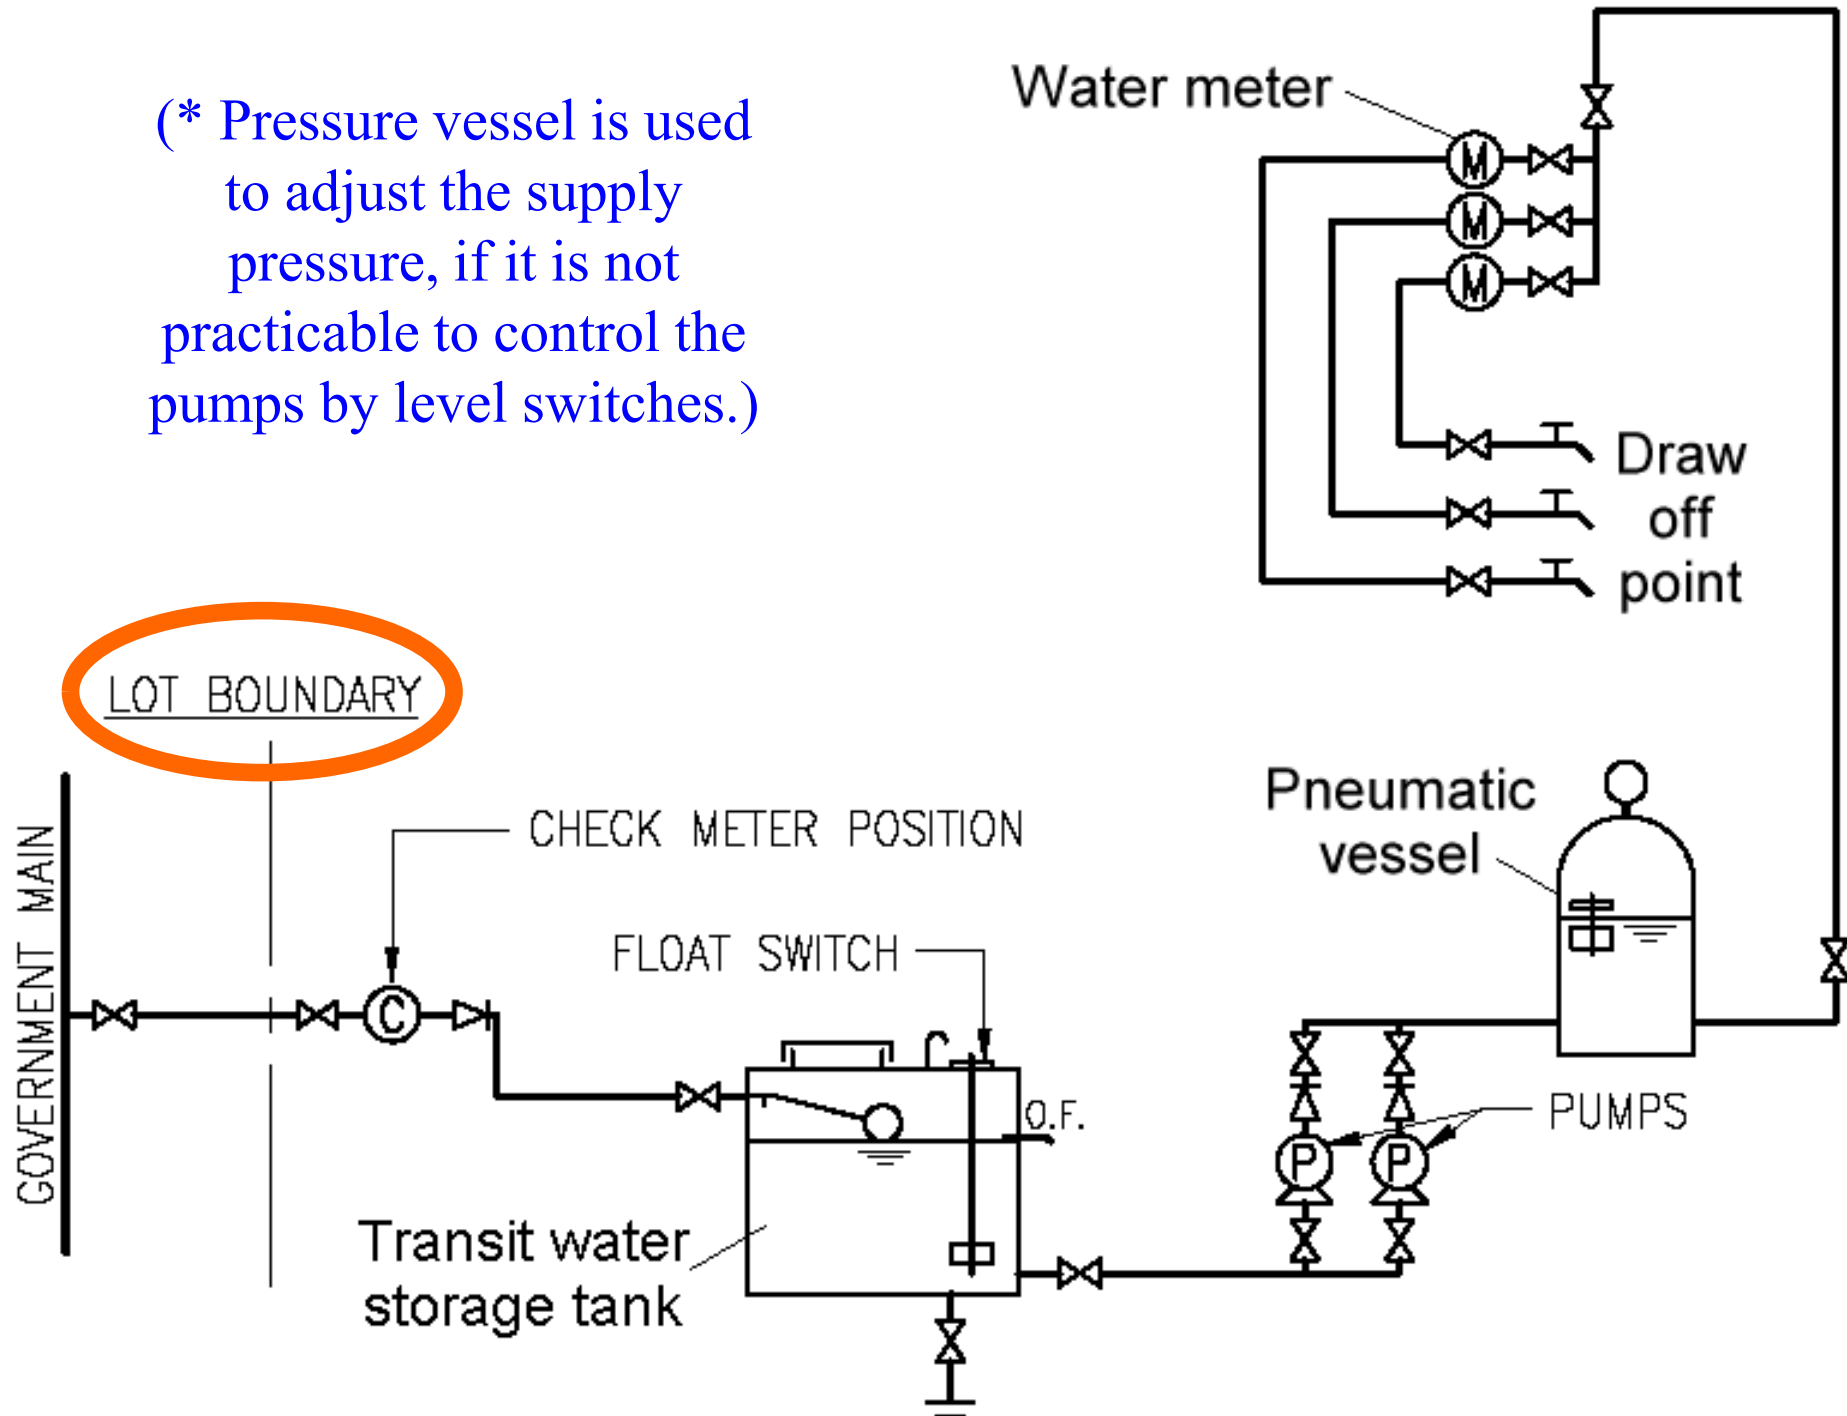 (* Pressure vessel is used
to adjust the supply
pressure, if it is not
practicable to control the
pumps by level switches.)
Water meter
M
M
M
Draw
off
point
LOT BOUNDARY
GOVERNMENT MAIN
CHECK METER POSITION
C
FLOAT SWITCH
O.F.
Transit water
storage tank
Pneumatic
vessel
P
P
PUMPS